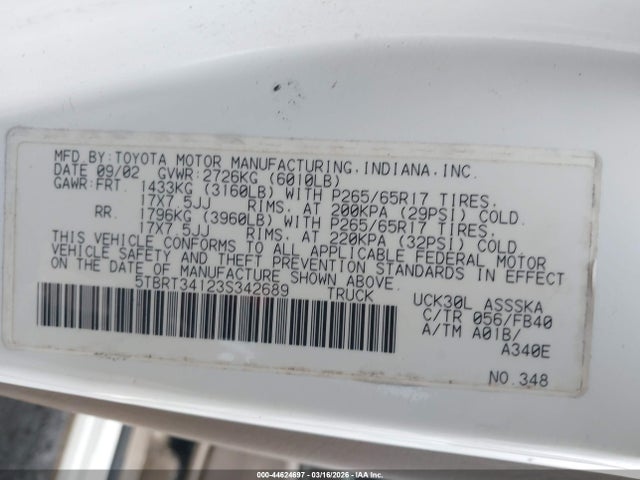 MFD BY: TOYOTA MOTOR MANUFACTURING, INDIANA, INC.
DATE 09/02 GVWR: 2726KG (6010LB)
GAWR: FRT. 1433KG (3160LB) WITH P265/65R17 TIRES.
17X7.5JJ RIMS, AT 200KPA (29PSI) COLD.
RR. 1796KG (3960LB) WITH P265/65R17 TIRES.
17X7.5JJ RIMS, AT 220KPA (32PSI) COLD.
THIS VEHICLE CONFORMS TO ALL APPLICABLE FEDERAL MOTOR
VEHICLE SAFETY AND THEFT PREVENTION STANDARDS IN EFFECT
ON THE DATE OF MANUFACTURE SHOWN ABOVE.
5TBRT34123S342689 TRUCK
UCK30L ASSSKA
C/TR 056/FB40
A/TM A01B/
A340E
NO. 348
000-44624697 - 03/16/2026 - IAA Inc.